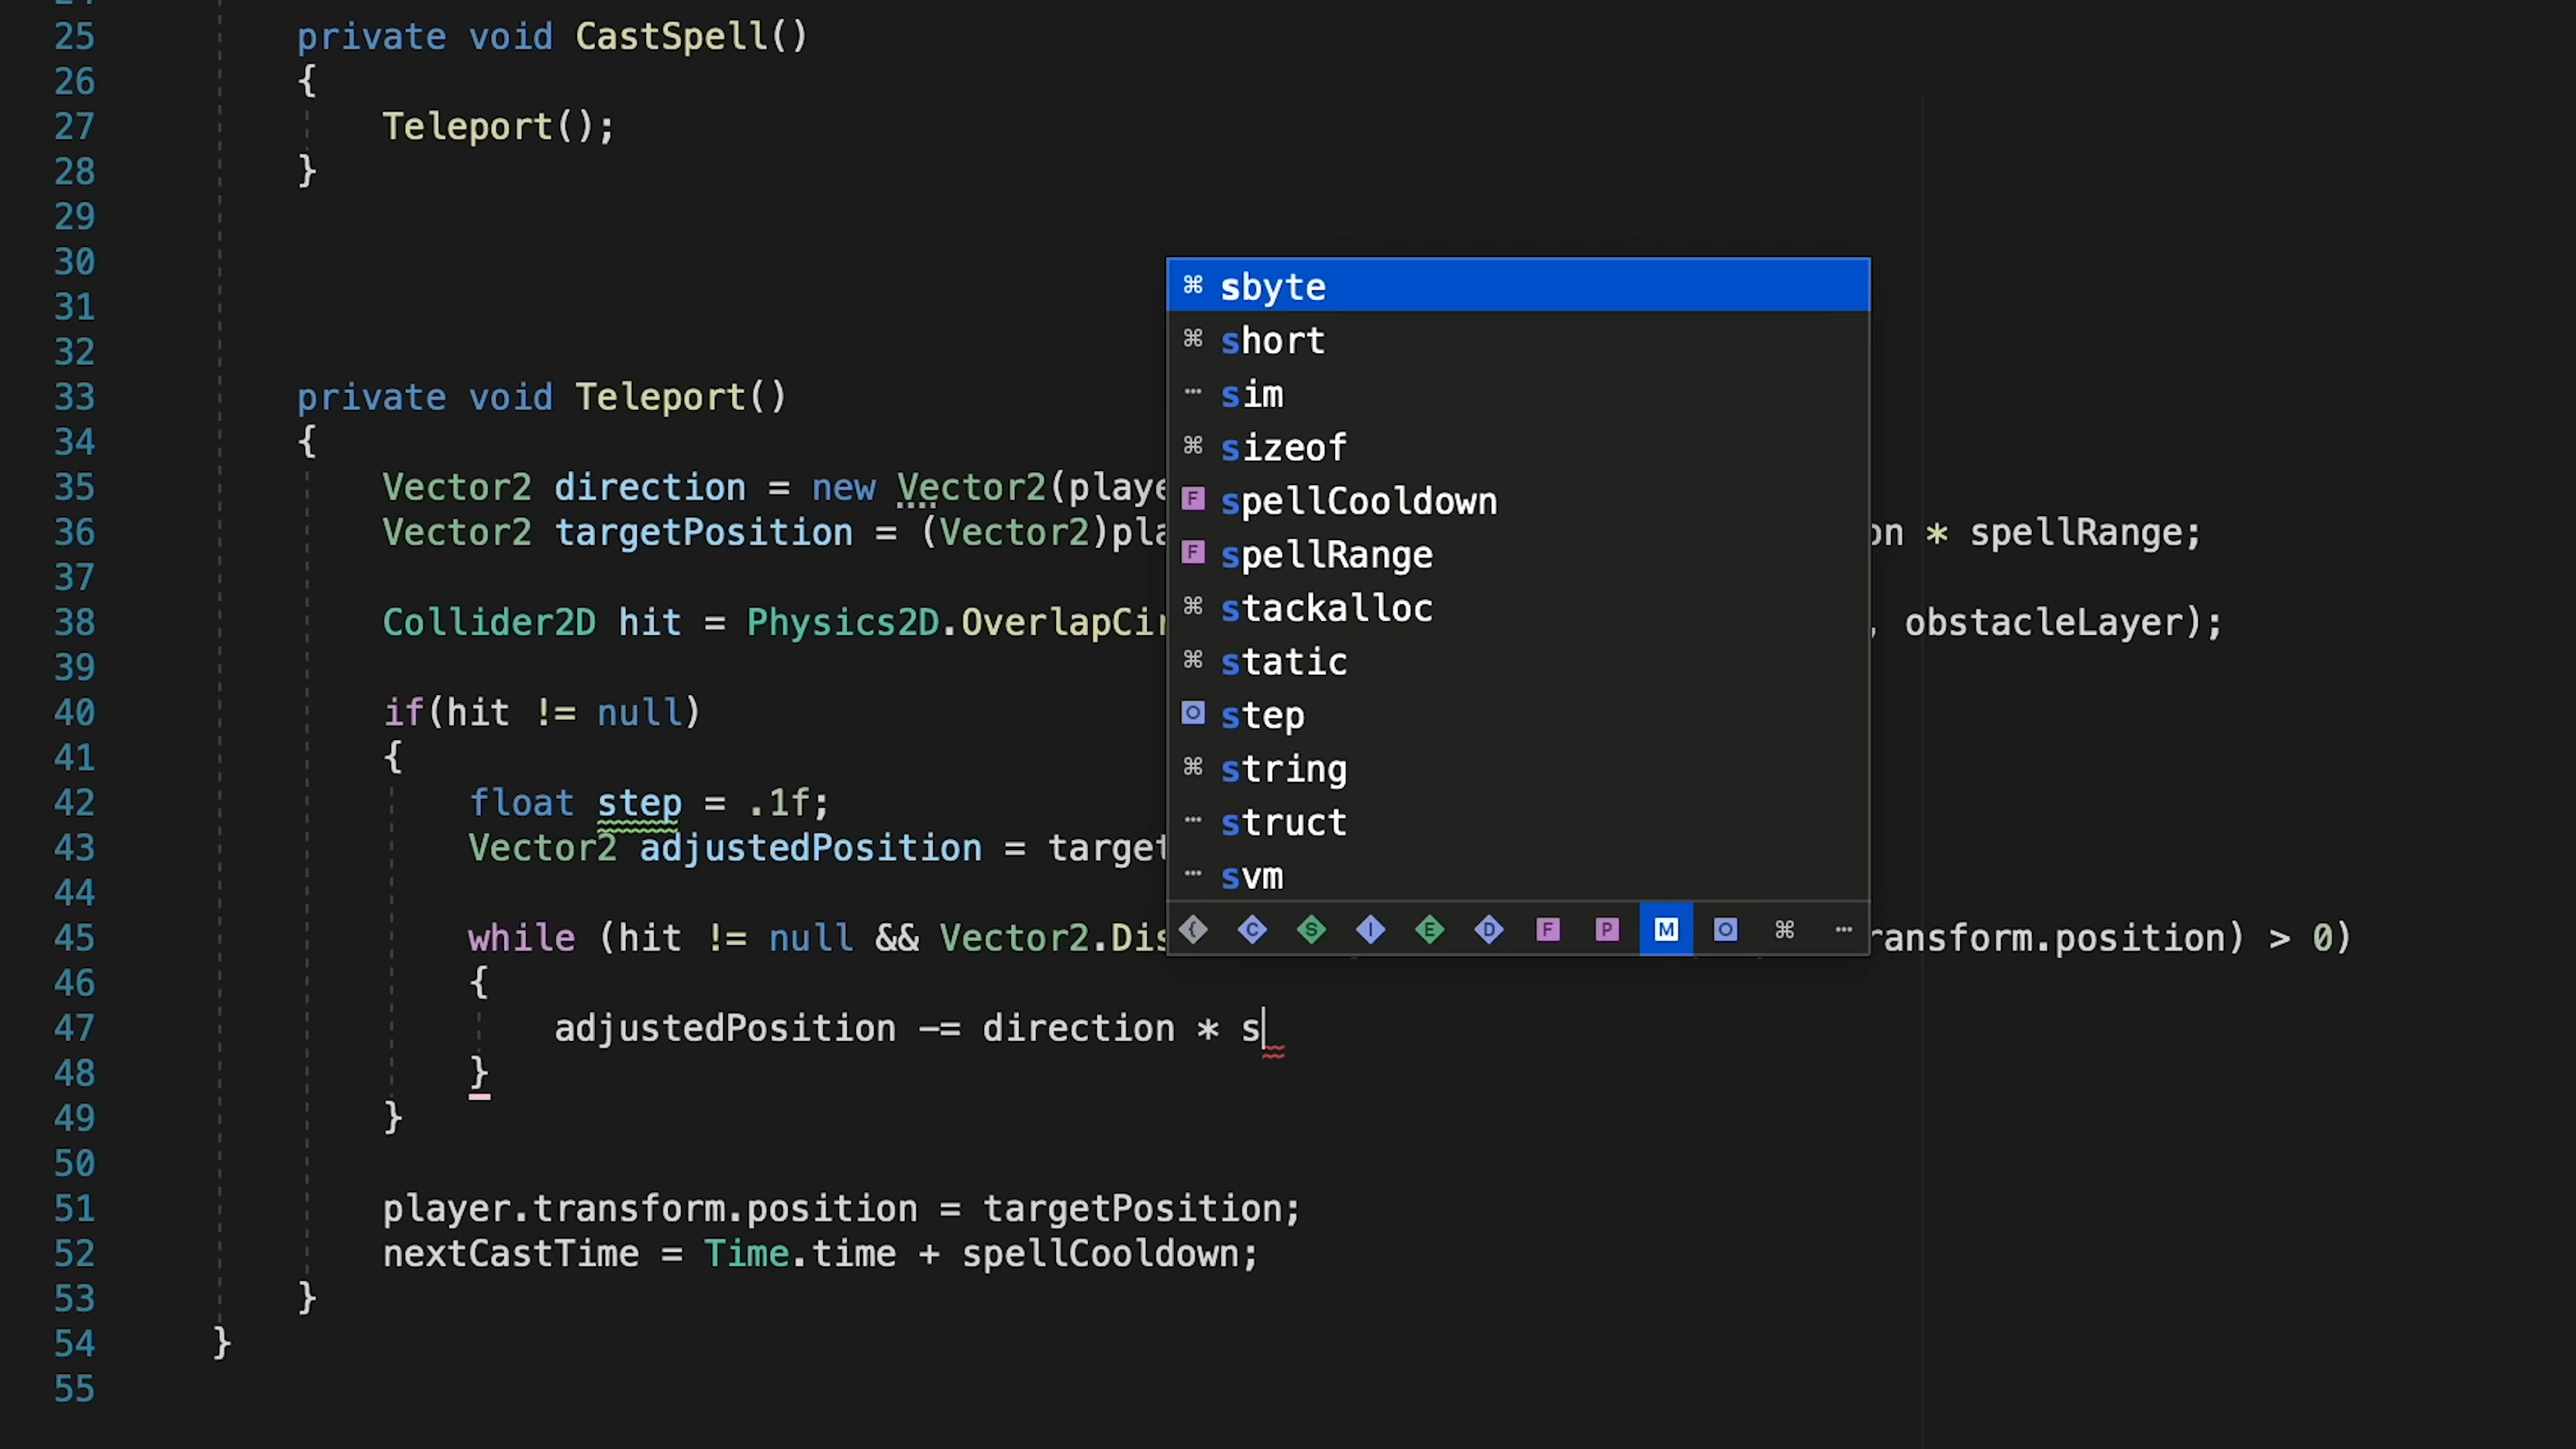 25 private void CastSpell()
26 {
27 Teleport();
28 }
29
30
31
32
33 private void Teleport()
34 {
35 Vector2 direction = new Vector2(playe
36 Vector2 targetPosition = (Vector2)pla on * spellRange;
37
38 Collider2D hit = Physics2D.OverlapCir , obstacleLayer);
39
40 if(hit != null)
41 {
42 float step = .1f;
43 Vector2 adjustedPosition = target
44
45 while (hit != null && Vector2.Dis ransform.position) > 0)
46 {
47 adjustedPosition -= direction * s
48 }
49 }
50
51 player.transform.position = targetPosition;
52 nextCastTime = Time.time + spellCooldown;
53 }
54 }
55
sbyte
short
sim
sizeof
F spellCooldown
F spellRange
stackalloc
static
step
string
struct
svm
{ C S I E D F P M O